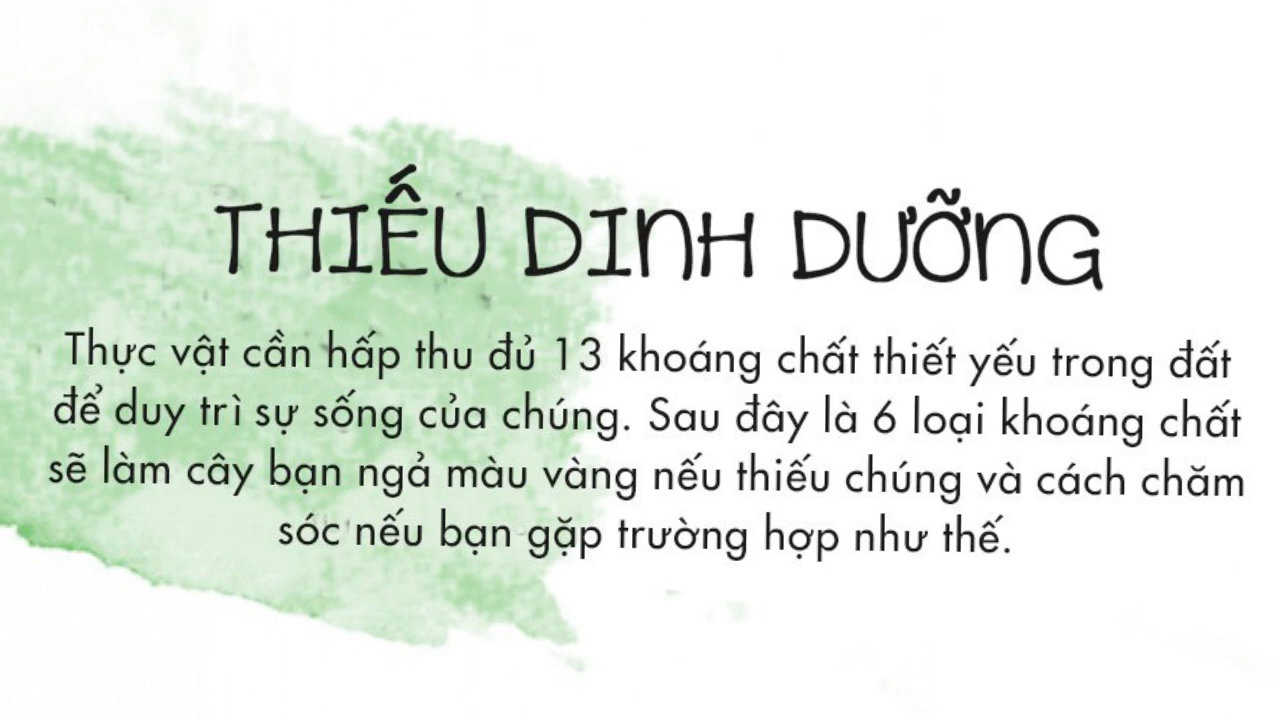 THIẾU DINH DƯỠNG
Thực vật cần hấp thu đủ 13 khoáng chất thiết yếu trong đất
để duy trì sự sống của chúng. Sau đây là 6 loại khoáng chất
sẽ làm cây bạn ngả màu vàng nếu thiếu chúng và cách chăm
sóc nếu bạn gặp trường hợp như thế.